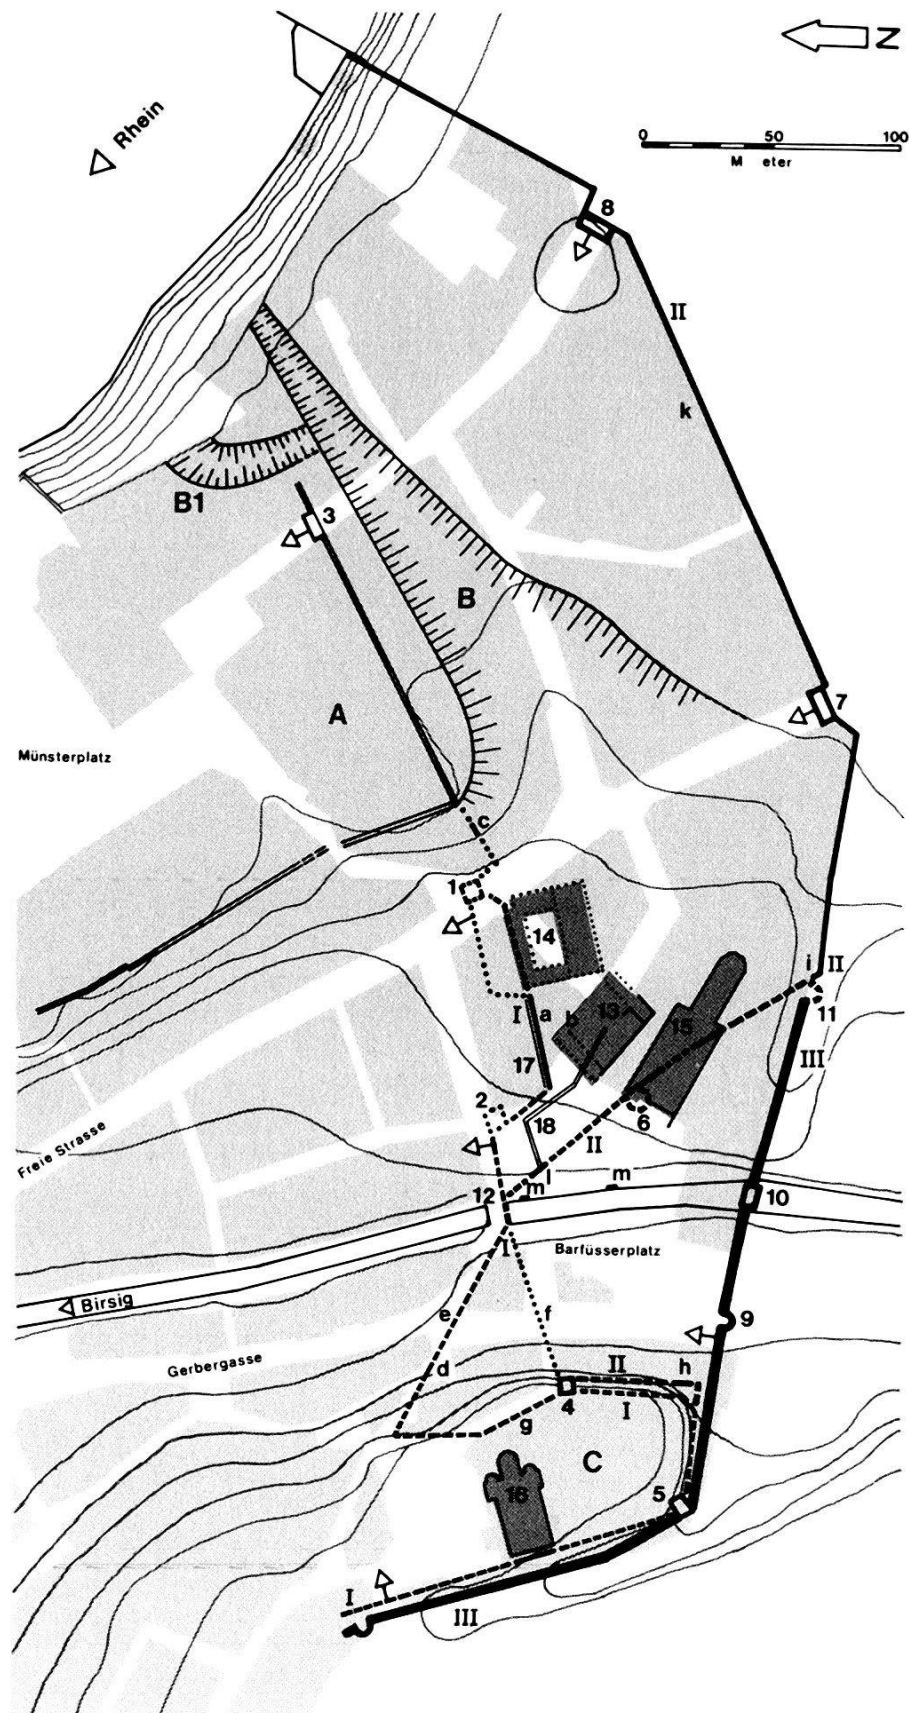 N
0 50 100
M eter
Rhein
8
II
k
B1
3
B
A
7
Münsterplatz
c
1
14
i
II
I
a
b
13
15
11
17
III
2
18
6
Freie Strasse
II
l
m
m
12
10
I
Barfüsserplatz
Birsig
e
f
9
Gerbergasse
d
II
h
4
I
g
C
16
5
I
III